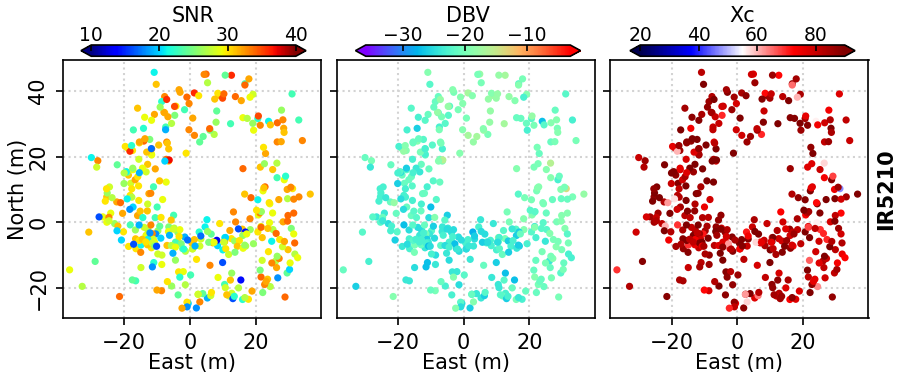 SNR DBV Xc
10 20 30 40 −30 −20 −10 20 40 60 80
40
20
0
−20
North (m)
IR5210
−20 0 20 −20 0 20 −20 0 20
East (m) East (m) East (m)